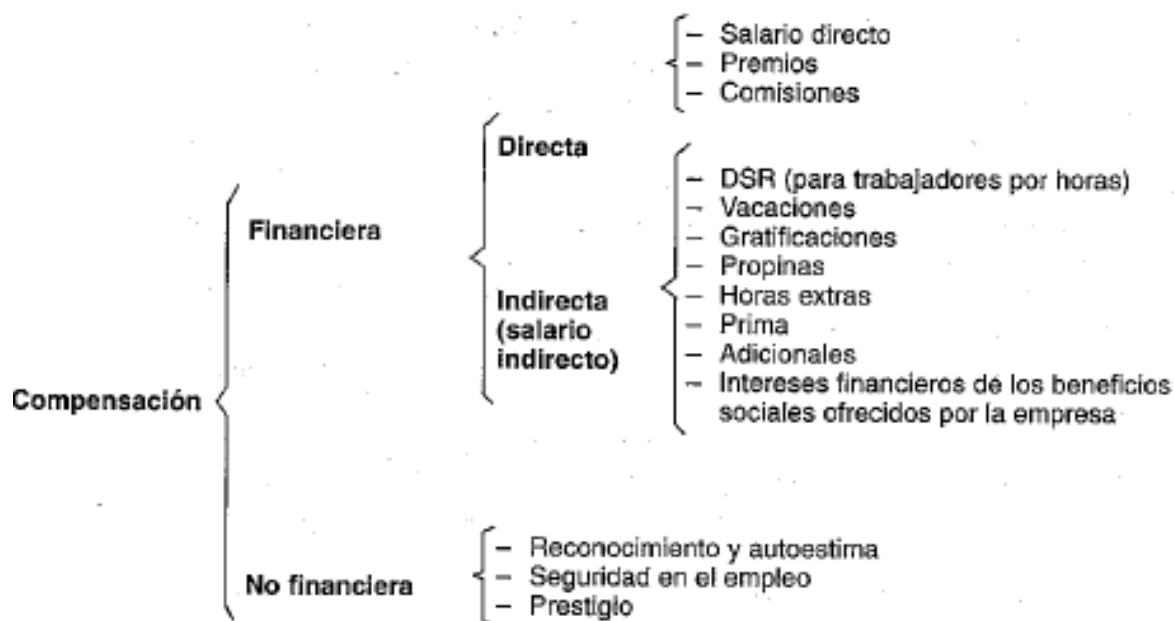 – Salario directo
– Premios
– Comisiones
Directa
– DSR (para trabajadores por horas)
– Vacaciones
– Gratificaciones
– Propinas
– Horas extras
– Prima
– Adicionales
– Intereses financieros de los beneficios
sociales ofrecidos por la empresa
Financiera
Indirecta
(salario
indirecto)
Compensación
No financiera
– Reconocimiento y autoestima
– Seguridad en el empleo
– Prestigio